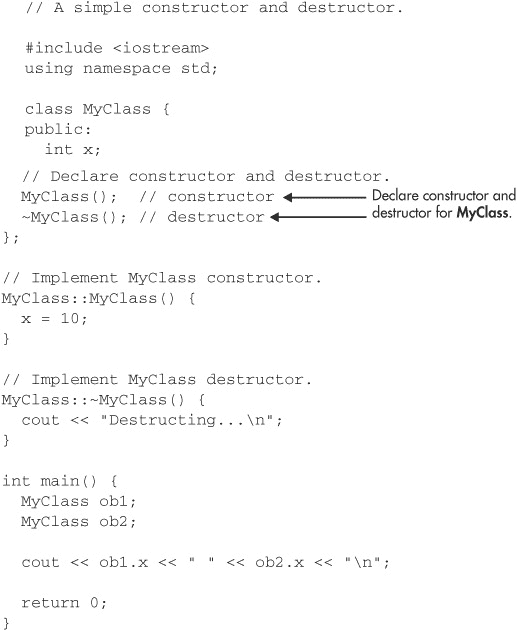 // A simple constructor and destructor.
#include <iostream>
using namespace std;
class MyClass {
public:
int x;
// Declare constructor and destructor.
MyClass();  // constructor
~MyClass(); // destructor
Declare constructor and
destructor for MyClass.
};
// Implement MyClass constructor.
MyClass::MyClass() {
x = 10;
}
// Implement MyClass destructor.
MyClass::~MyClass() {
cout << "Destructing...\n";
}
int main() {
MyClass ob1;
MyClass ob2;
cout << ob1.x << " " << ob2.x << "\n";
return 0;
}